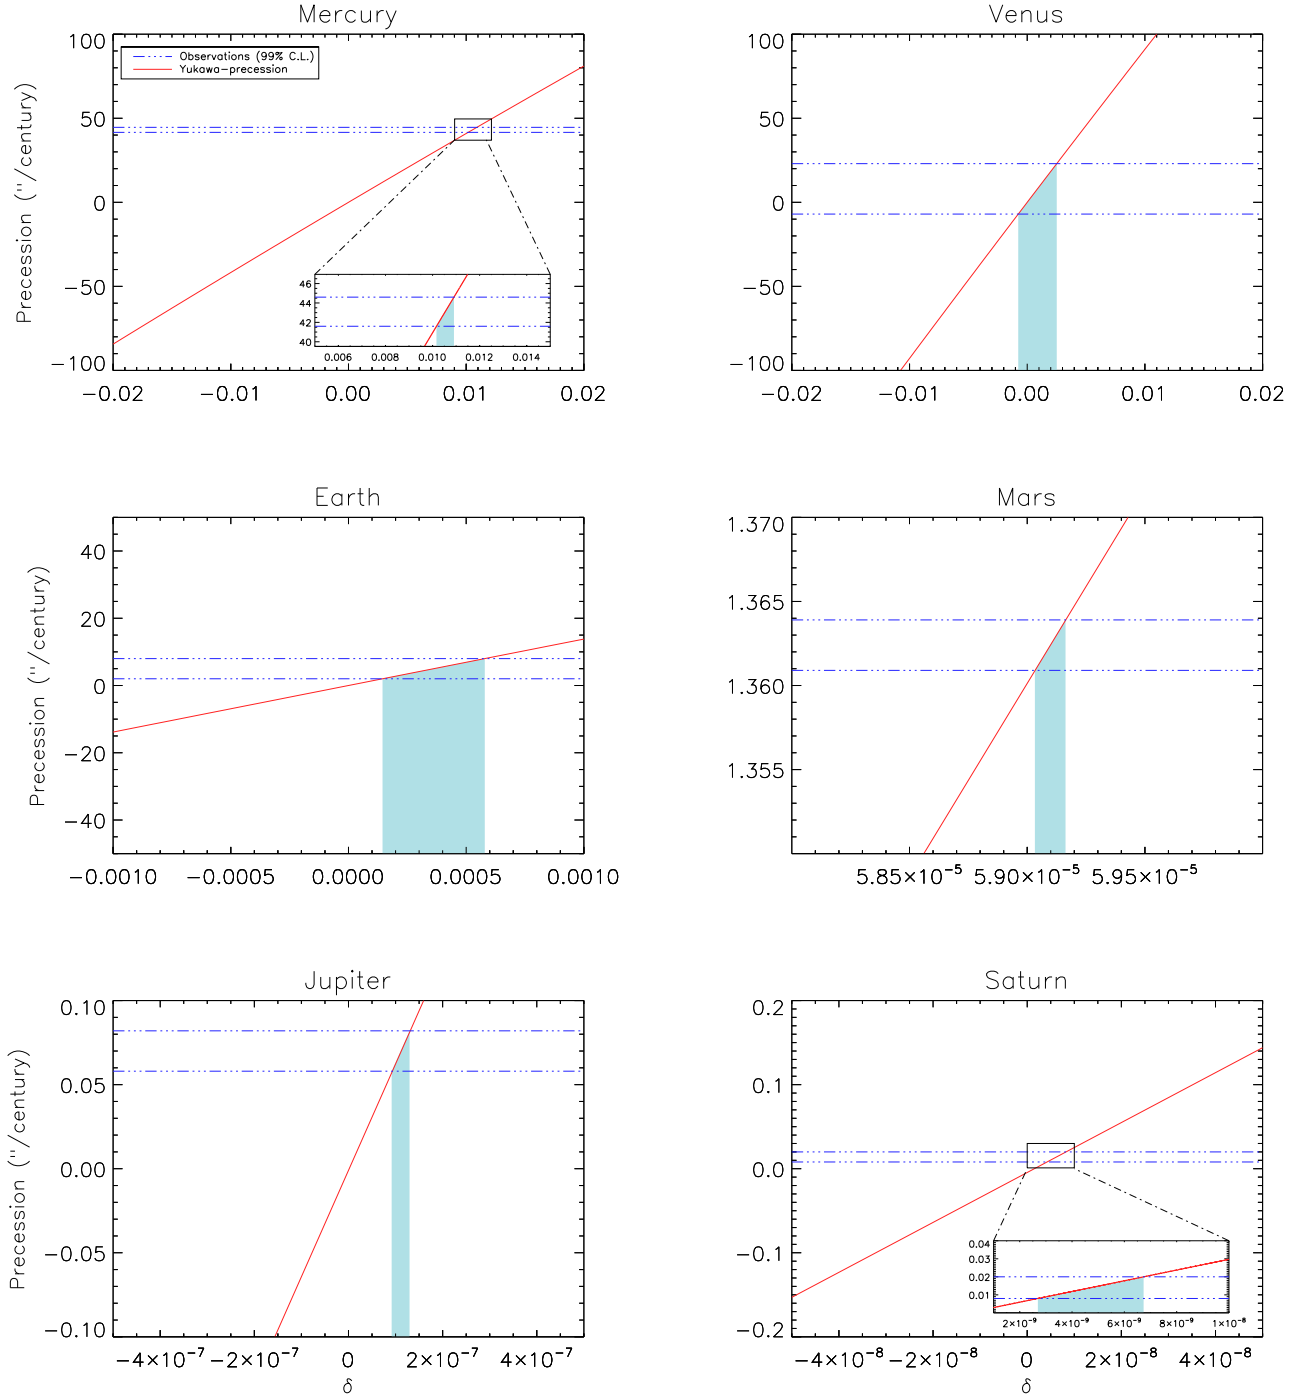 Mercury
Venus
100
50
0
−50
−100
Precession ("/century)
Observations (99% C.L.)
Yukawa−precession
46
44
42
40
0.006 0.008 0.010 0.012 0.014
−0.02 −0.01 0.00 0.01 0.02
100
50
0
−50
−100
−0.02 −0.01 0.00 0.01 0.02
Earth
Mars
40
20
0
−20
−40
Precession ("/century)
−0.0010 −0.0005 0.0000 0.0005 0.0010
1.370
1.365
1.360
1.355
5.85×10⁻⁵ 5.90×10⁻⁵ 5.95×10⁻⁵
Jupiter
Saturn
0.10
0.05
0.00
−0.05
−0.10
Precession ("/century)
−4×10⁻⁷ −2×10⁻⁷ 0 2×10⁻⁷ 4×10⁻⁷
δ
0.2
0.1
0.0
−0.1
−0.2
0.04
0.03
0.02
0.01
2×10⁻⁹ 4×10⁻⁹ 6×10⁻⁹ 8×10⁻⁹ 1×10⁻⁸
−4×10⁻⁸ −2×10⁻⁸ 0 2×10⁻⁸ 4×10⁻⁸
δ